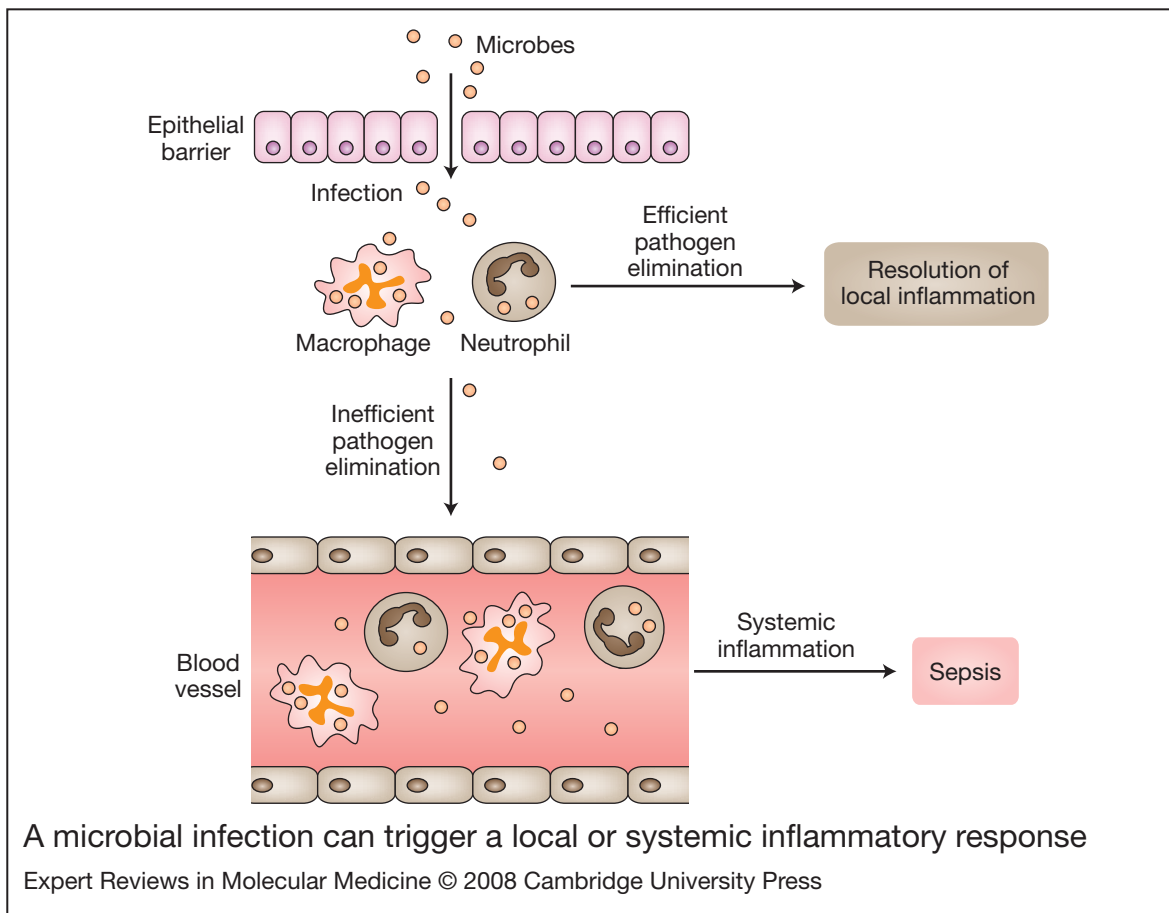 Microbes
Epithelial
barrier
Infection
Efficient
pathogen
elimination
Resolution of
local inflammation
Macrophage
Neutrophil
Inefficient
pathogen
elimination
Blood
vessel
Systemic
inflammation
Sepsis
A microbial infection can trigger a local or systemic inflammatory response
Expert Reviews in Molecular Medicine © 2008 Cambridge University Press